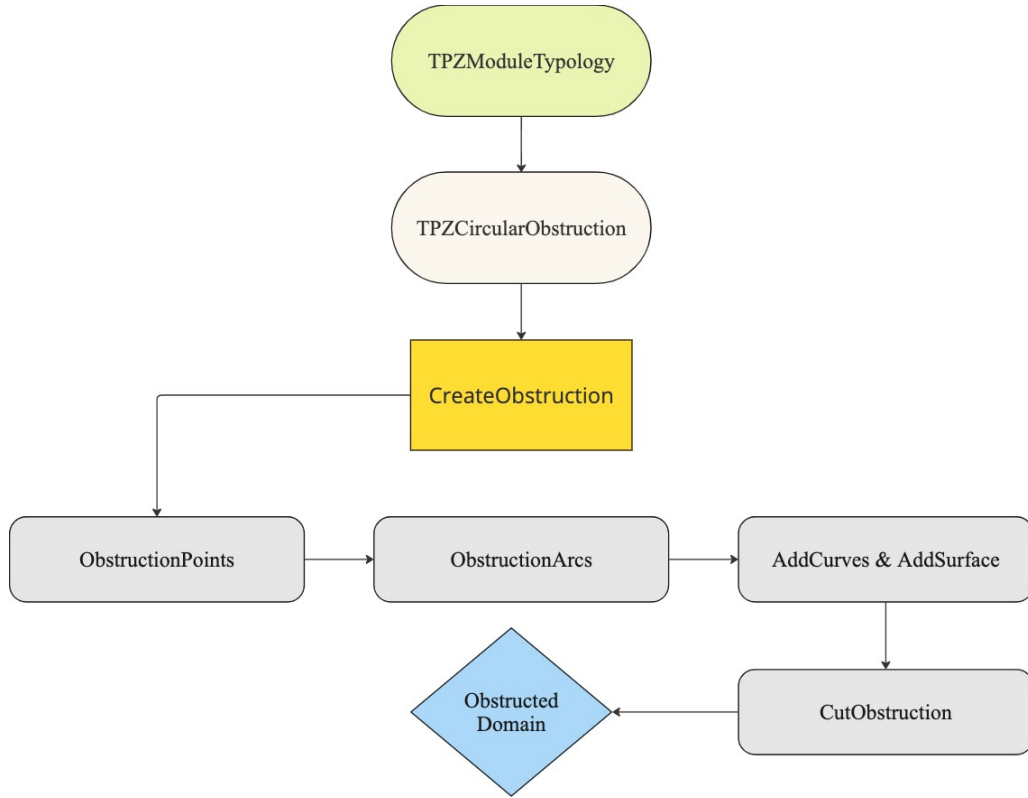 TPZModuleTypology
TPZCircularObstruction
CreateObstruction
ObstructionPoints
ObstructionArcs
AddCurves & AddSurface
CutObstruction
Obstructed
Domain